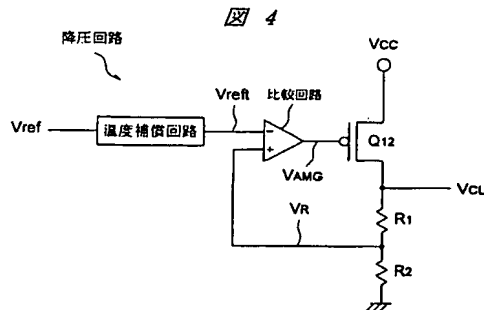 図 4
降圧回路
Vcc
Vreft
比較回路
Vref
温度補償回路
−
+
Q12
VAMG
VCL
VR
R1
R2